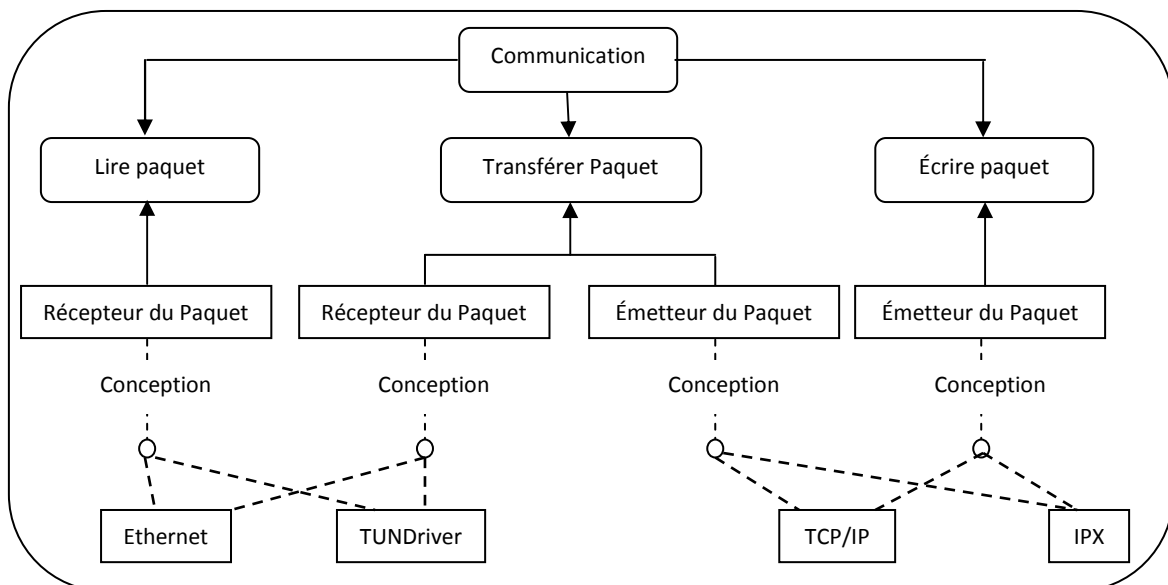 Communication
Lire paquet
Transférer Paquet
Écrire paquet
Récepteur du Paquet
Récepteur du Paquet
Émetteur du Paquet
Émetteur du Paquet
Conception
Conception
Conception
Conception
Ethernet
TUNDriver
TCP/IP
IPX